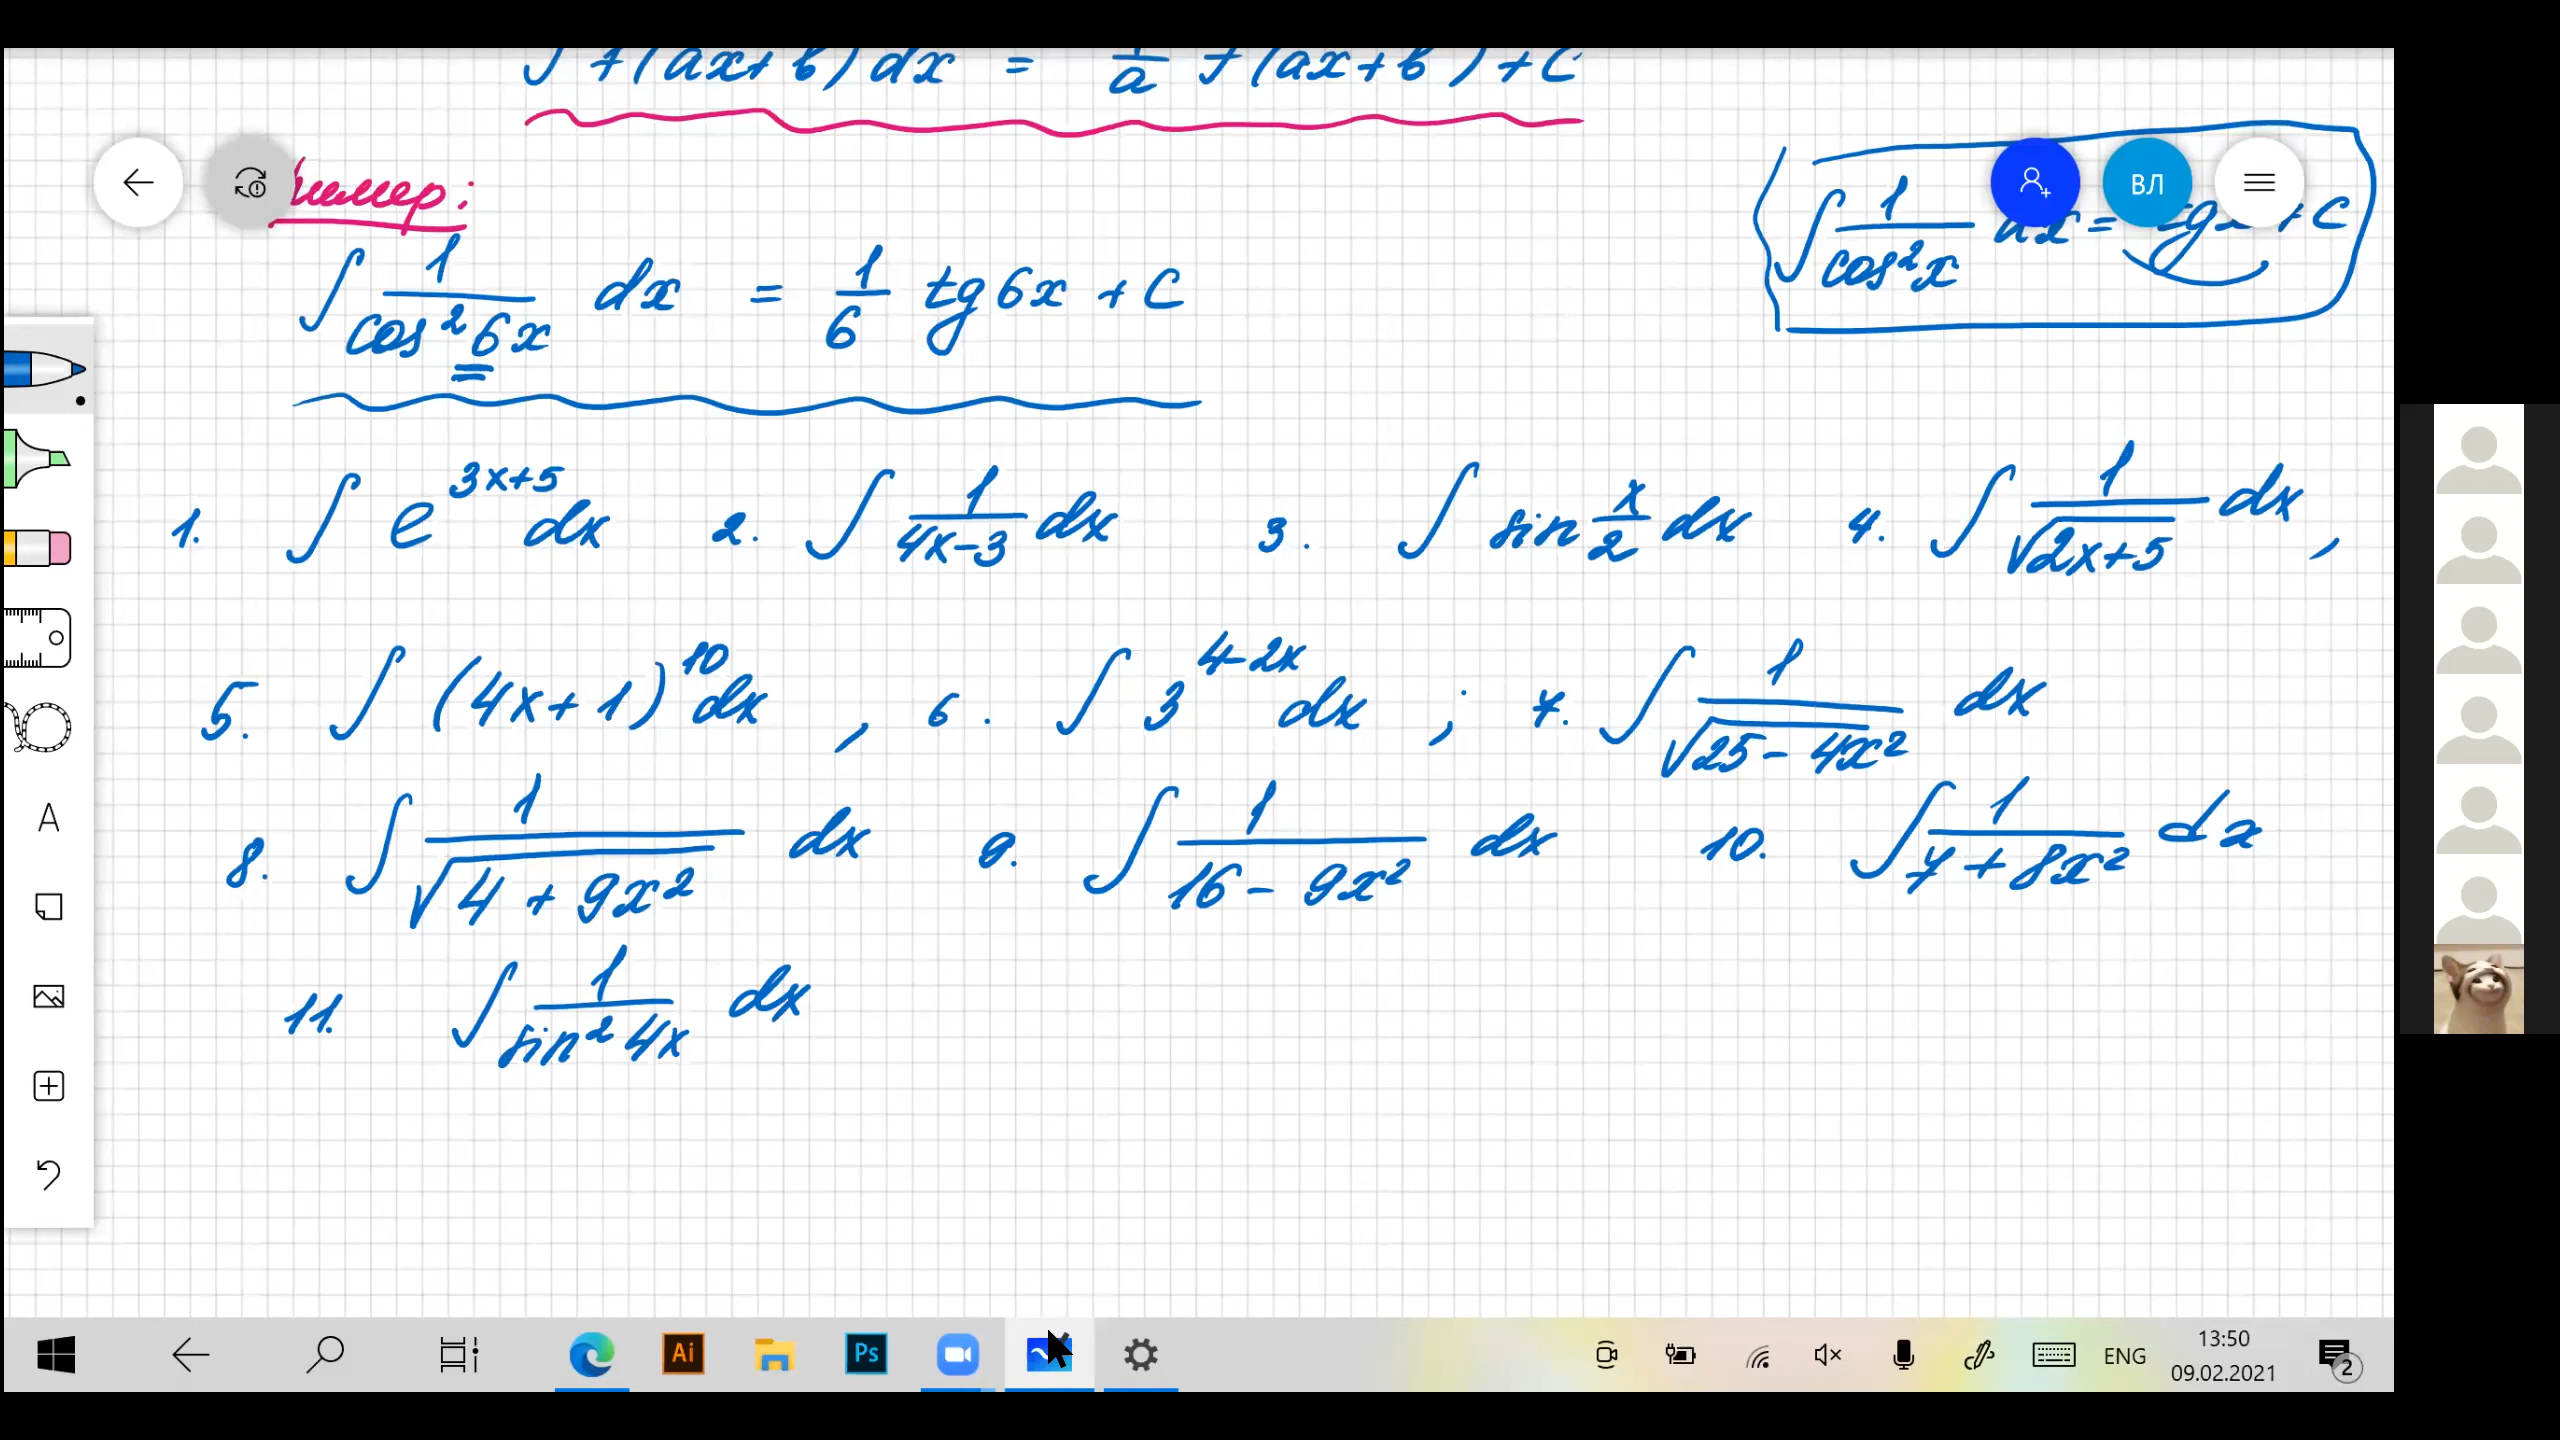 ∫ f(ax+b)dx = 1/a F(ax+b)+C
Пример:
∫ 1/cos²6x dx = 1/6 tg6x + C
∫ 1/cos²x dx = tgx + C
ВЛ
1. ∫ e^(3x+5) dx 2. ∫ 1/(4x-3) dx 3. ∫ sin x/2 dx 4. ∫ 1/√(2x+5) dx,
5. ∫ (4x+1)^10 dx, 6. ∫ 3^(4-2x) dx; 7. ∫ 1/√(25-4x²) dx
8. ∫ 1/√(4+9x²) dx 9. ∫ 1/(16-9x²) dx 10. ∫ 1/(7+8x²) dx
11. ∫ 1/sin²4x dx
A
Ai Ps ENG 13:50
09.02.2021 2